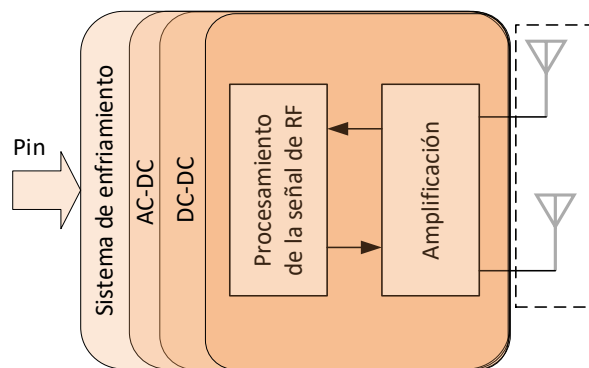 Pin
Sistema de enfriamiento
AC-DC
DC-DC
Procesamiento
de la señal de RF
Amplificación